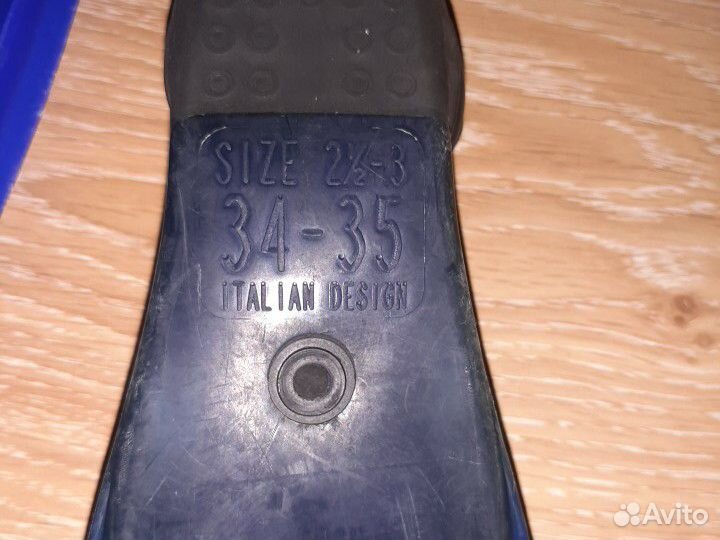 SIZE 2½-3
34-35
ITALIAN DESIGN
Avito